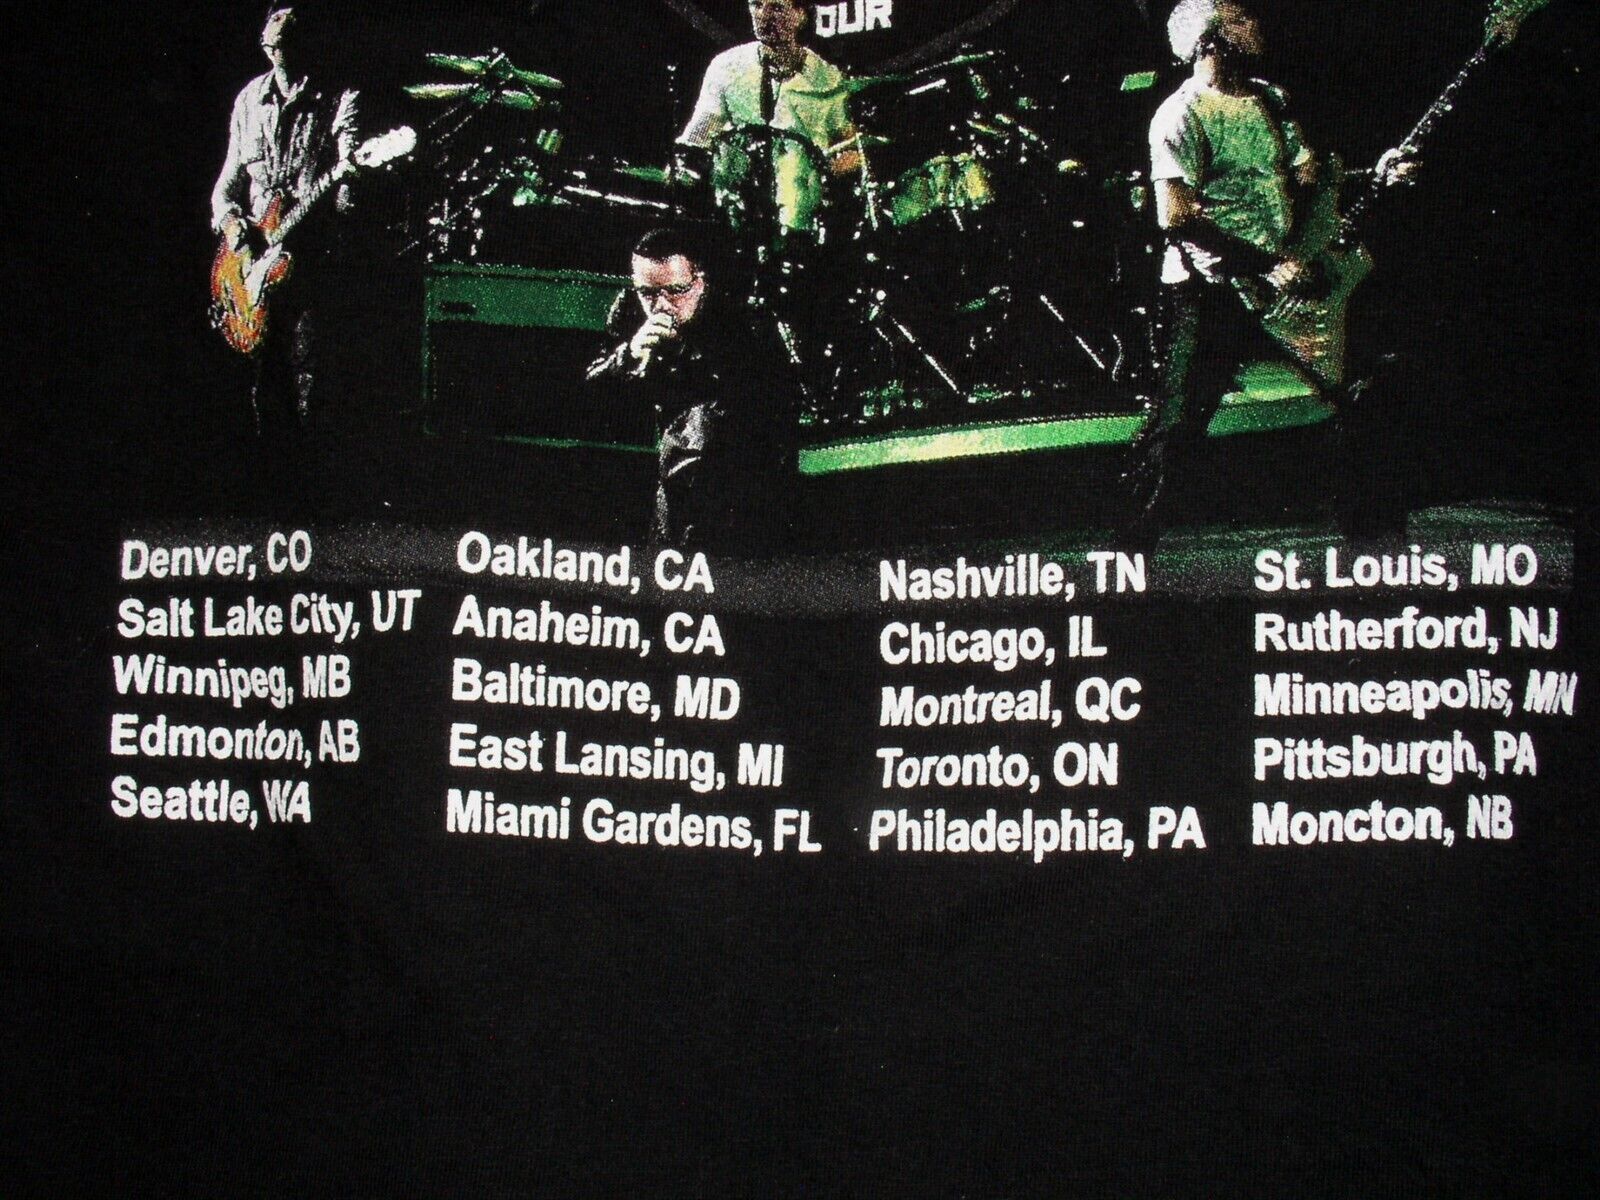 OUR
Denver, CO
Salt Lake City, UT
Winnipeg, MB
Edmonton, AB
Seattle, WA
Oakland, CA
Anaheim, CA
Baltimore, MD
East Lansing, MI
Miami Gardens, FL
Nashville, TN
Chicago, IL
Montreal, QC
Toronto, ON
Philadelphia, PA
St. Louis, MO
Rutherford, NJ
Minneapolis, MN
Pittsburgh, PA
Moncton, NB